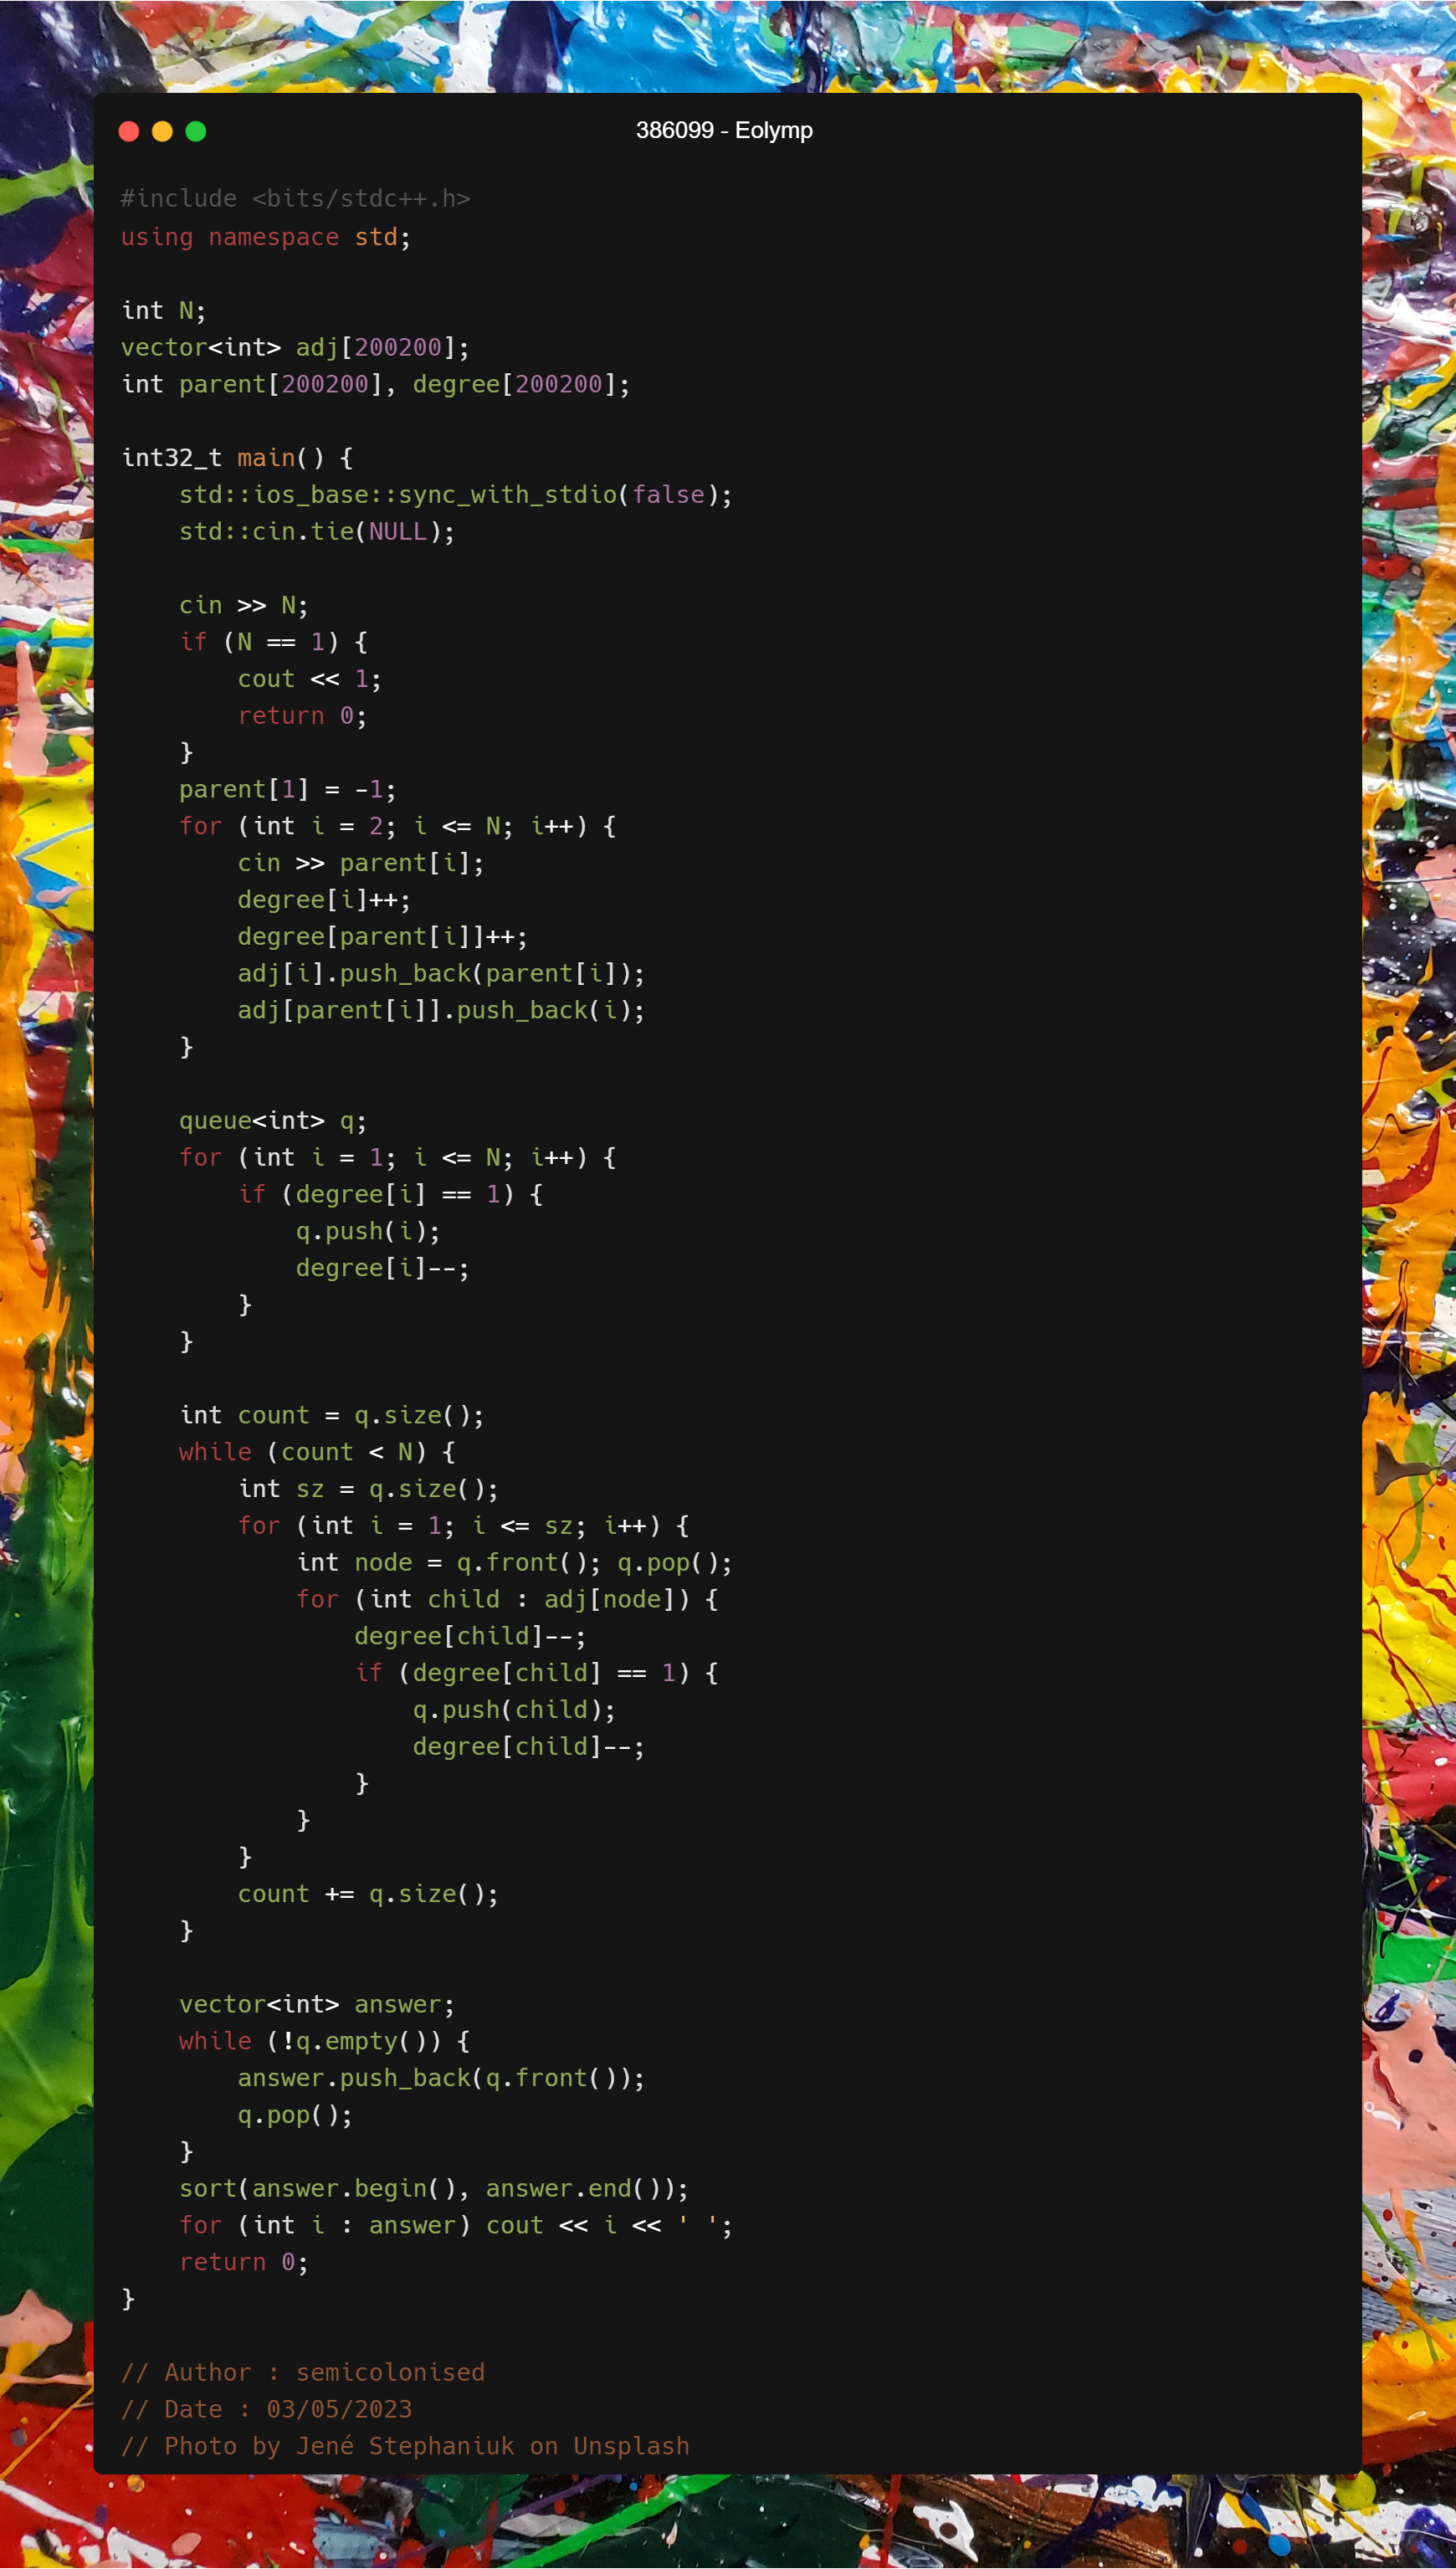 386099 - Eolymp
#include <bits/stdc++.h>
using namespace std;

int N;
vector<int> adj[200200];
int parent[200200], degree[200200];

int32_t main() {
    std::ios_base::sync_with_stdio(false);
    std::cin.tie(NULL);

    cin >> N;
    if (N == 1) {
        cout << 1;
        return 0;
    }
    parent[1] = -1;
    for (int i = 2; i <= N; i++) {
        cin >> parent[i];
        degree[i]++;
        degree[parent[i]]++;
        adj[i].push_back(parent[i]);
        adj[parent[i]].push_back(i);
    }

    queue<int> q;
    for (int i = 1; i <= N; i++) {
        if (degree[i] == 1) {
            q.push(i);
            degree[i]--;
        }
    }

    int count = q.size();
    while (count < N) {
        int sz = q.size();
        for (int i = 1; i <= sz; i++) {
            int node = q.front(); q.pop();
            for (int child : adj[node]) {
                degree[child]--;
                if (degree[child] == 1) {
                    q.push(child);
                    degree[child]--;
                }
            }
        }
        count += q.size();
    }

    vector<int> answer;
    while (!q.empty()) {
        answer.push_back(q.front());
        q.pop();
    }
    sort(answer.begin(), answer.end());
    for (int i : answer) cout << i << ' ';
    return 0;
}

// Author : semicolonised
// Date : 03/05/2023
// Photo by Jené Stephaniuk on Unsplash